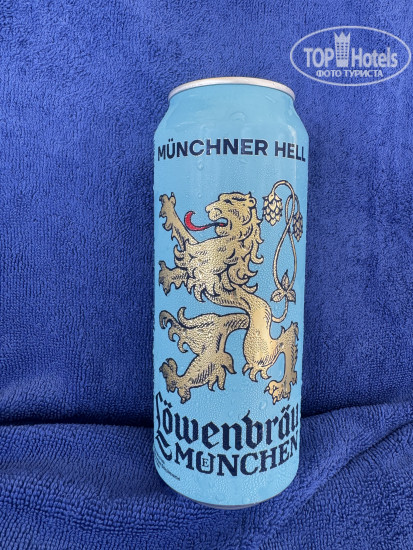 TOP Hotels
ФОТО ТУРИСТА
MÜNCHNER HELL
Löwenbräu
MÜNCHEN